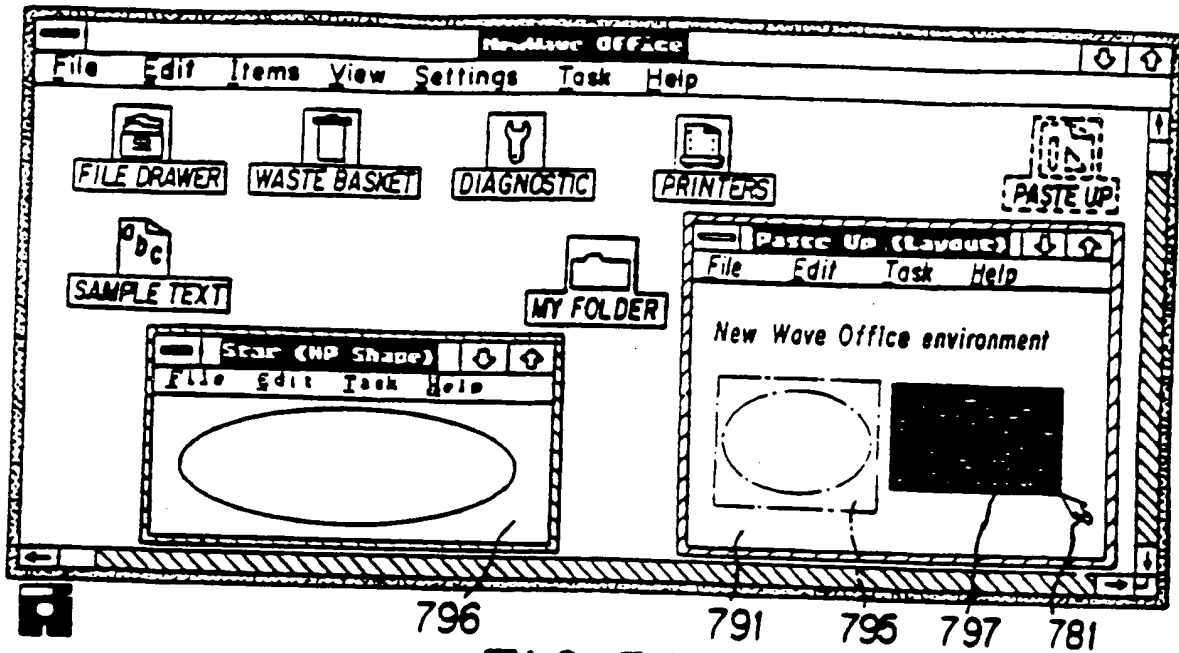 NewWave Office
File Edit Items View Settings Task Help
FILE DRAWER WASTE BASKET DIAGNOSTIC PRINTERS PASTE UP
abc
SAMPLE TEXT MY FOLDER
Paste Up (Layout)
File Edit Task Help
New Wave Office environment
Star (HP Shape)
File Edit Task Help
796 791 795 797 781